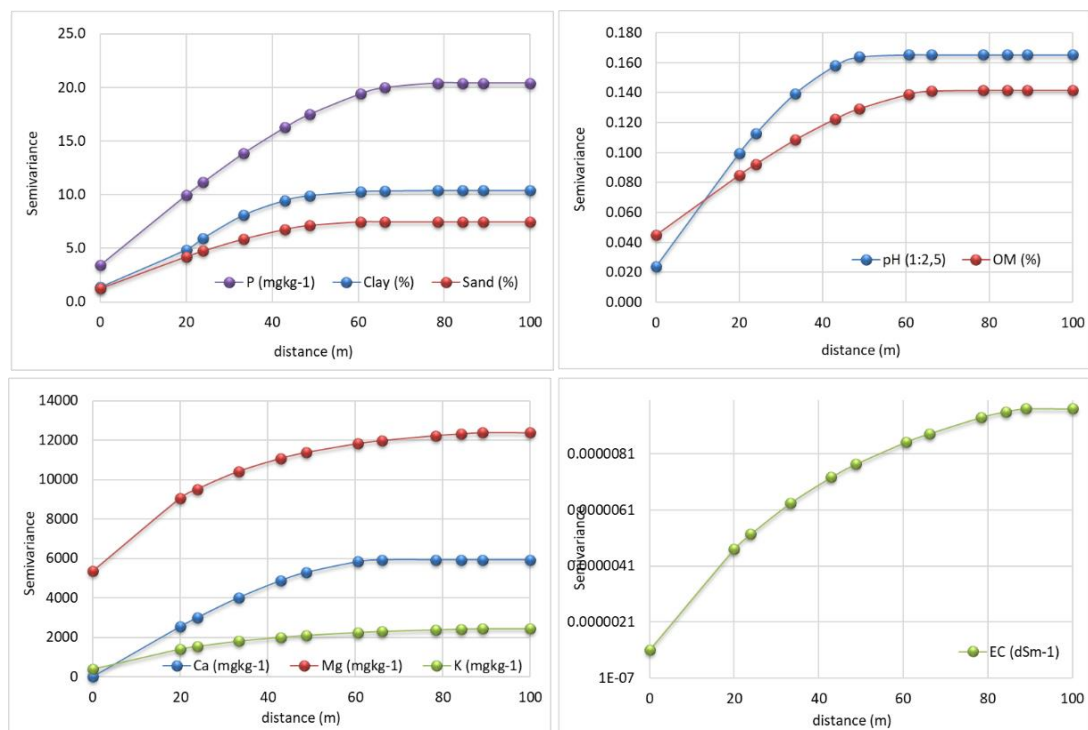 25.0
20.0
15.0
10.0
5.0
0.0
Semivariance
P (mgkg-1) Clay (%) Sand (%)
0 20 40 60 80 100
distance (m)
0.180
0.160
0.140
0.120
0.100
0.080
0.060
0.040
0.020
0.000
Semivariance
pH (1:2,5) OM (%)
0 20 40 60 80 100
distance (m)
14000
12000
10000
8000
6000
4000
2000
0
Semivariance
Ca (mgkg-1) Mg (mgkg-1) K (mgkg-1)
0 20 40 60 80 100
distance (m)
0.0000081
0.0000061
0.0000041
0.0000021
1E-07
Semivariance
EC (dSm-1)
0 20 40 60 80 100
distance (m)